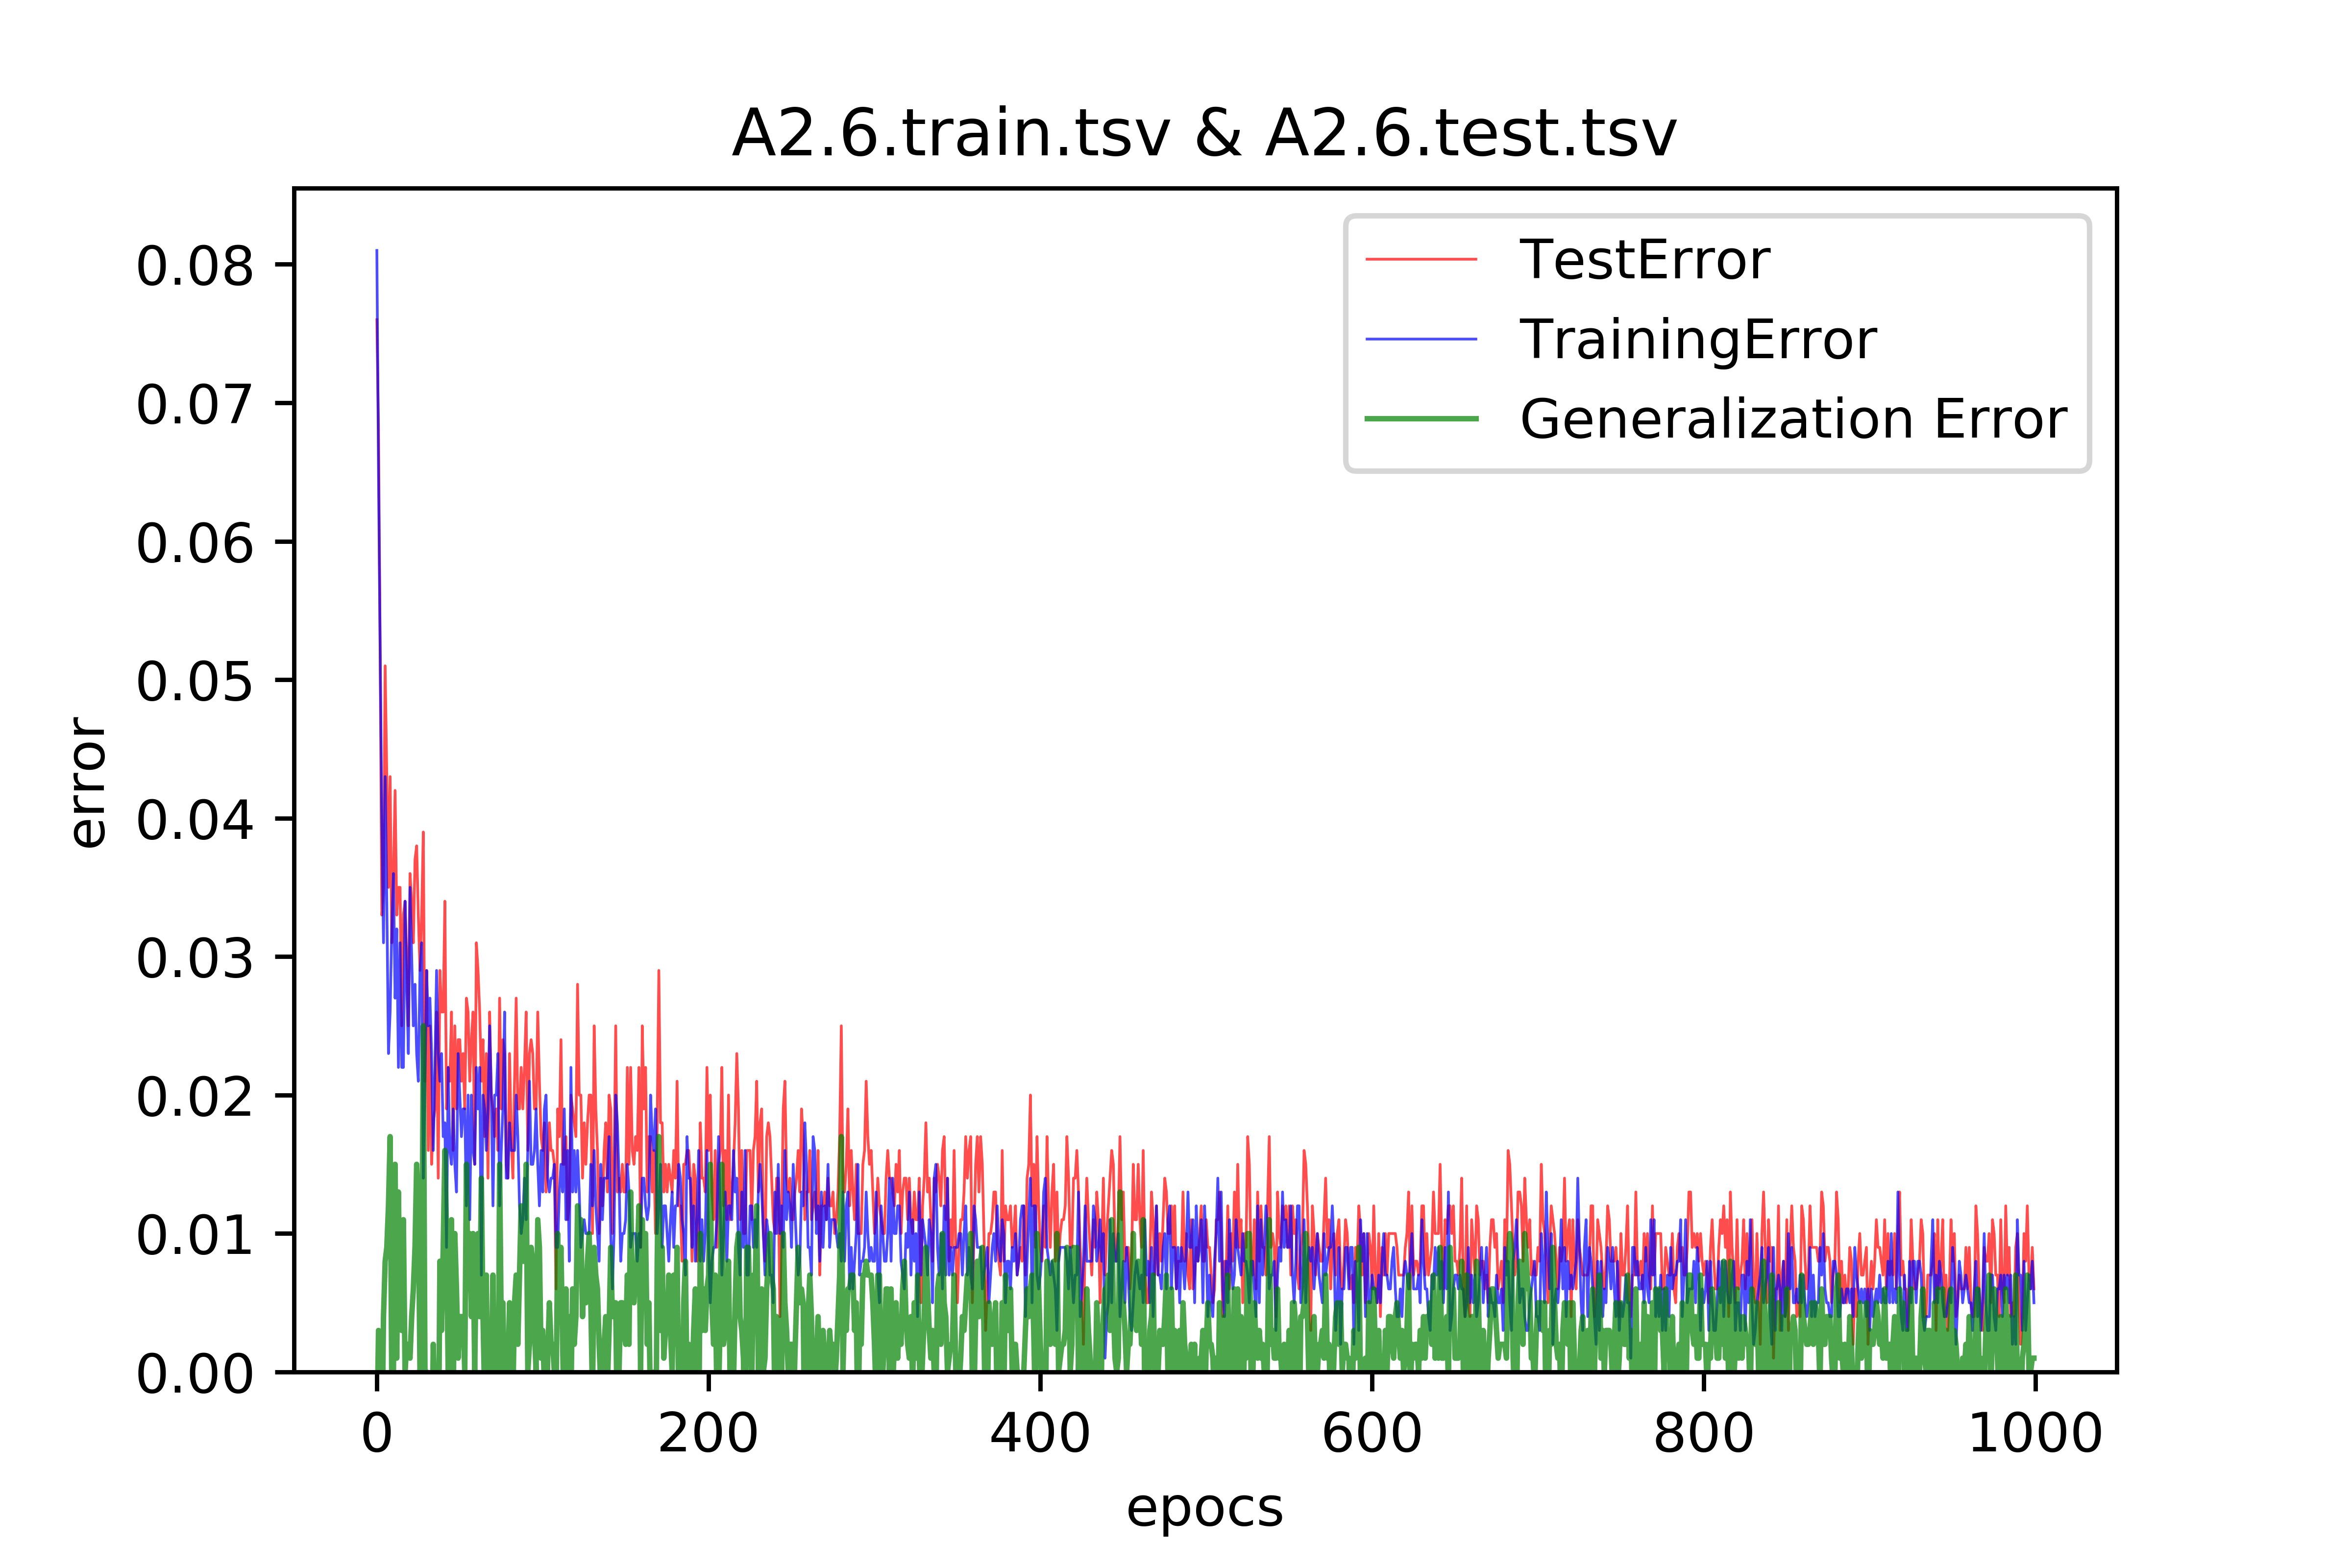 A2.6.train.tsv & A2.6.test.tsv
TestError
TrainingError
Generalization Error
0.08
0.07
0.06
0.05
0.04
0.03
0.02
0.01
0.00
error
0
200
400
600
800
1000
epocs